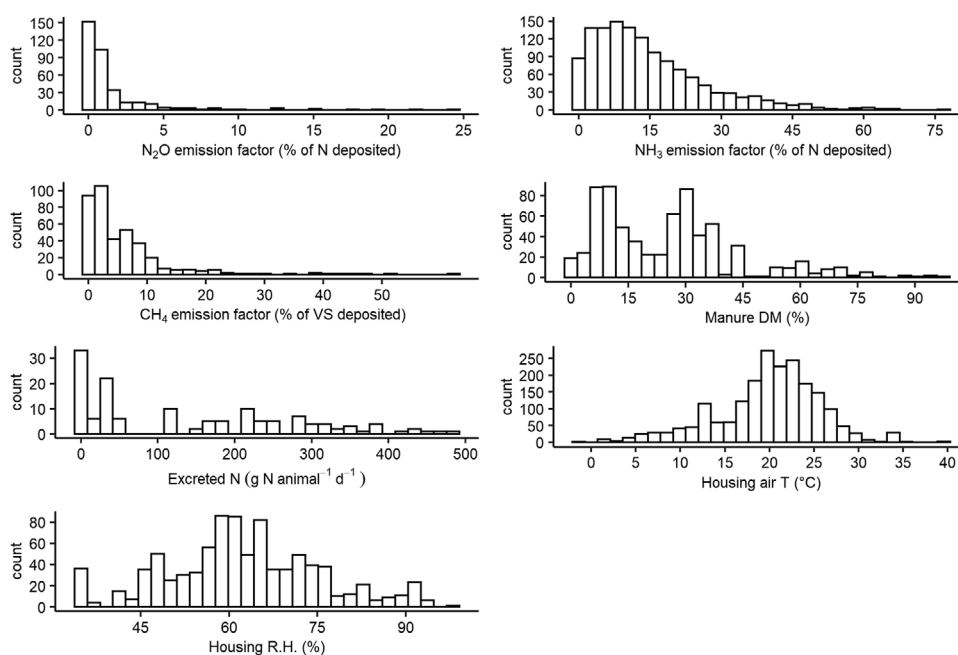 150
120
90
60
30
0
count
0 5 10 15 20 25
N₂O emission factor (% of N deposited)
150
120
90
60
30
0
count
0 15 30 45 60 75
NH₃ emission factor (% of N deposited)
100
80
60
40
20
0
count
0 10 20 30 40 50
CH₄ emission factor (% of VS deposited)
80
60
40
20
0
count
0 15 30 45 60 75 90
Manure DM (%)
30
20
10
0
count
0 100 200 300 400 500
Excreted N (g N animal⁻¹ d⁻¹)
250
200
150
100
50
0
count
0 5 10 15 20 25 30 35 40
Housing air T (°C)
80
60
40
20
0
count
45 60 75 90
Housing R.H. (%)